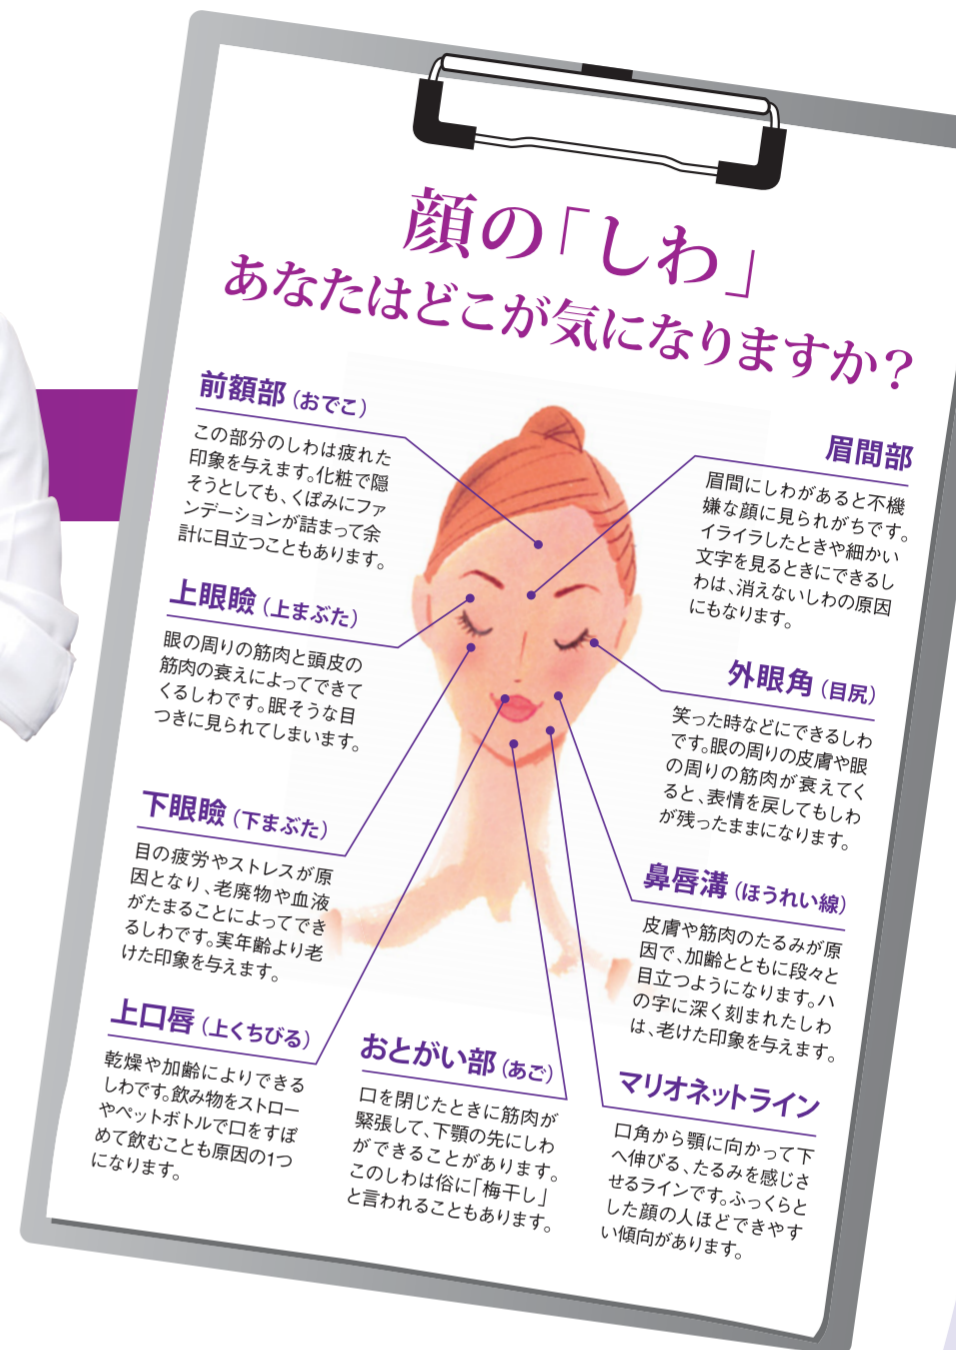 顔の「しわ」
あなたはどこが気になりますか?
前額部(おでこ)
この部分のしわは疲れた
印象を与えます。化粧で隠
そうとしても、くぼみにファ
ンデーションが詰まって余
計に目立つこともあります。
上眼瞼(上まぶた)
眼の周りの筋肉と頭皮の
筋肉の衰えによってできて
くるしわです。眠そうな目
つきに見られてしまいます。
下眼瞼(下まぶた)
目の疲労やストレスが原
因となり、老廃物や血液
がたまることによってでき
るしわです。実年齢より老
けた印象を与えます。
上口唇(上くちびる)
乾燥や加齢によりできる
しわです。飲み物をストロー
やペットボトルで口をすぼ
めて飲むことも原因の1つ
になります。
おとがい部(あご)
口を閉じたときに筋肉が
緊張して、下顎の先にしわ
ができることがあります。
このしわは俗に「梅干し」
と言われることもあります。
眉間部
眉間にしわがあると不機
嫌な顔に見られがちです。
イライラしたときや細かい
文字を見るときにできるし
わは、消えないしわの原因
にもなります。
外眼角(目尻)
笑った時などにできるしわ
です。眼の周りの皮膚や眼
の周りの筋肉が衰えてく
ると、表情を戻してもしわ
が残ったままになります。
鼻唇溝(ほうれい線)
皮膚や筋肉のたるみが原
因で、加齢とともに段々と
目立つようになります。ハ
の字に深く刻まれたしわ
は、老けた印象を与えます。
マリオネットライン
口角から顎に向かって下
へ伸びる、たるみを感じさ
せるラインです。ふっくらと
した顔の人ほどできやす
い傾向があります。